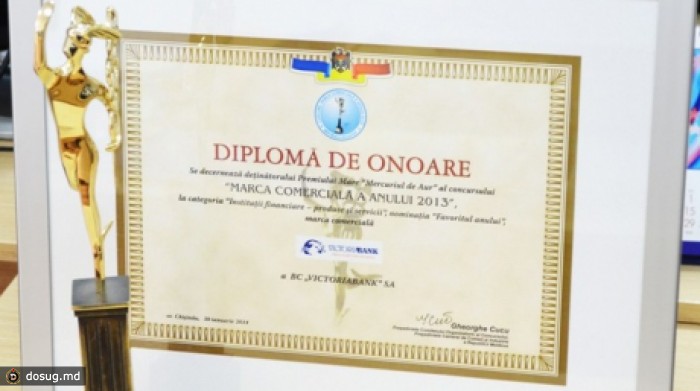 DIPLOMĂ DE ONOARE
Se decernează deținătorului Premiului Mare "Mercuriul de Aur" al concursului
"MARCA COMERCIALĂ A ANULUI 2013",
la categoria "Instituții financiare – produse și servicii", nominația "Favoritul anului",
marca comercială
VICTORIABANK
a BC „VICTORIABANK" SA
or. Chișinău,
Gheorghe Cucu
dosug.md